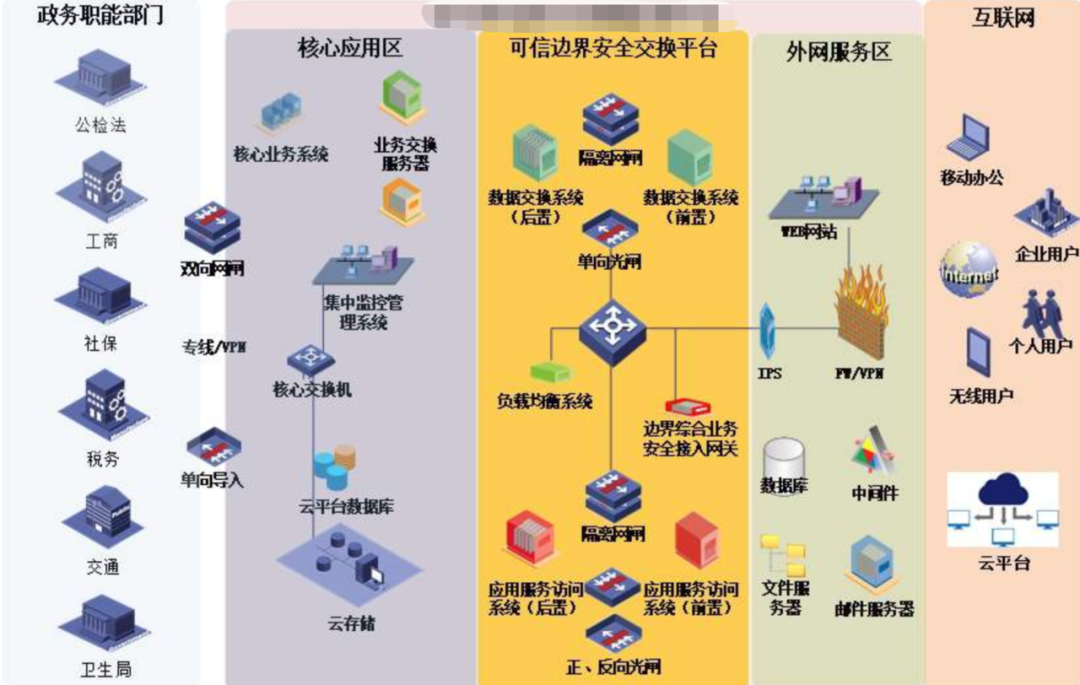 政务职能部门
公检法
工商
社保
税务
交通
卫生局
双向网闸
专线/VPN
单向导入
核心应用区
核心业务系统
业务交换
服务器
集中监控管
理系统
核心交换机
云平台数据库
云存储
可信边界安全交换平台
隔离网闸
数据交换系统
（后置）
数据交换系统
（前置）
单向光闸
负载均衡系统
边界综合业务
安全接入网关
隔离网闸
应用服务访问
系统（后置）
应用服务访问
系统（前置）
正、反向光闸
外网服务区
WEB网站
IPS
FW/VPN
数据库
中间件
文件服
务器
邮件服务器
互联网
移动办公
企业用户
Internet
个人用户
无线用户
云平台